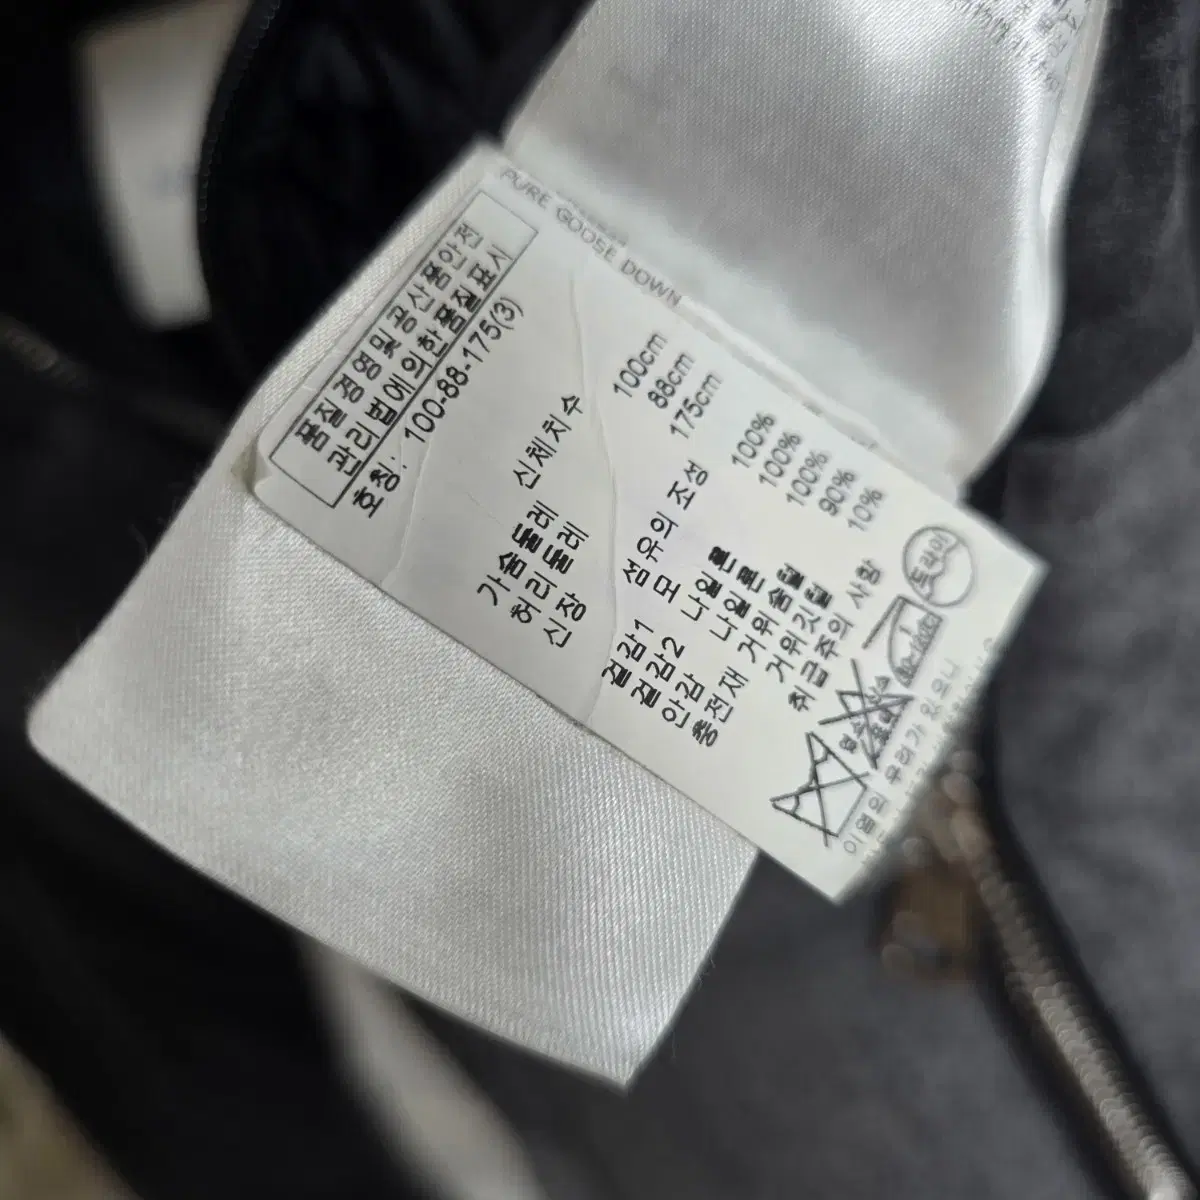 PURE GOOSE DOWN
품질경영및공산품안전
관리법에의한품질표시
호칭: 100-88-175(3)
신체치수
가슴둘레 100cm
허리둘레 88cm
신장 175cm
섬유의 조성
겉감1 모 100%
겉감2 나일론 100%
안감 나일론 100%
충전재 거위솜털 90%
거위깃털 10%
취급주의 사항
드라이